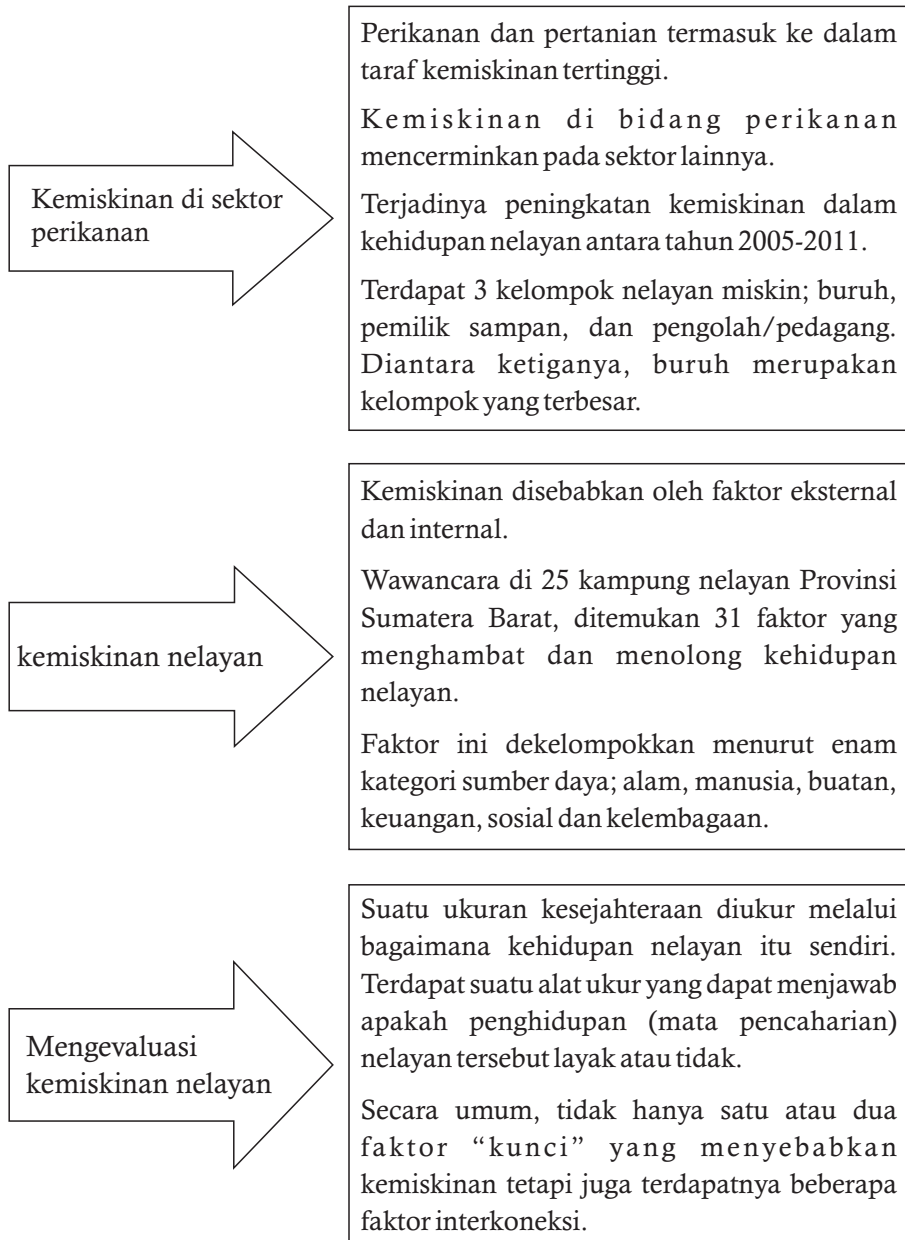 Kemiskinan di sektor
perikanan
Perikanan dan pertanian termasuk ke dalam
taraf kemiskinan tertinggi.
Kemiskinan di bidang perikanan
mencerminkan pada sektor lainnya.
Terjadinya peningkatan kemiskinan dalam
kehidupan nelayan antara tahun 2005-2011.
Terdapat 3 kelompok nelayan miskin; buruh,
pemilik sampan, dan pengolah/pedagang.
Diantara ketiganya, buruh merupakan
kelompok yang terbesar.
kemiskinan nelayan
Kemiskinan disebabkan oleh faktor eksternal
dan internal.
Wawancara di 25 kampung nelayan Provinsi
Sumatera Barat, ditemukan 31 faktor yang
menghambat dan menolong kehidupan
nelayan.
Faktor ini dekelompokkan menurut enam
kategori sumber daya; alam, manusia, buatan,
keuangan, sosial dan kelembagaan.
Mengevaluasi
kemiskinan nelayan
Suatu ukuran kesejahteraan diukur melalui
bagaimana kehidupan nelayan itu sendiri.
Terdapat suatu alat ukur yang dapat menjawab
apakah penghidupan (mata pencaharian)
nelayan tersebut layak atau tidak.
Secara umum, tidak hanya satu atau dua
faktor “kunci” yang menyebabkan
kemiskinan tetapi juga terdapatnya beberapa
faktor interkoneksi.